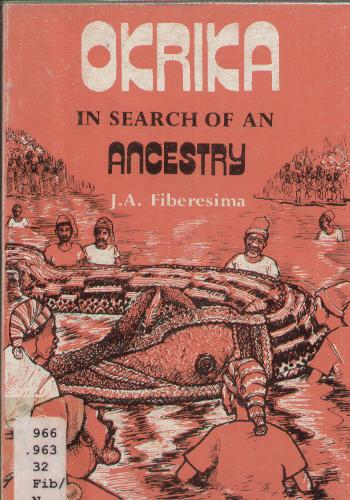 OKRIKA
IN SEARCH OF AN
ANCESTRY
J.A. Fiberesima
966
.963
32
Fib/
N